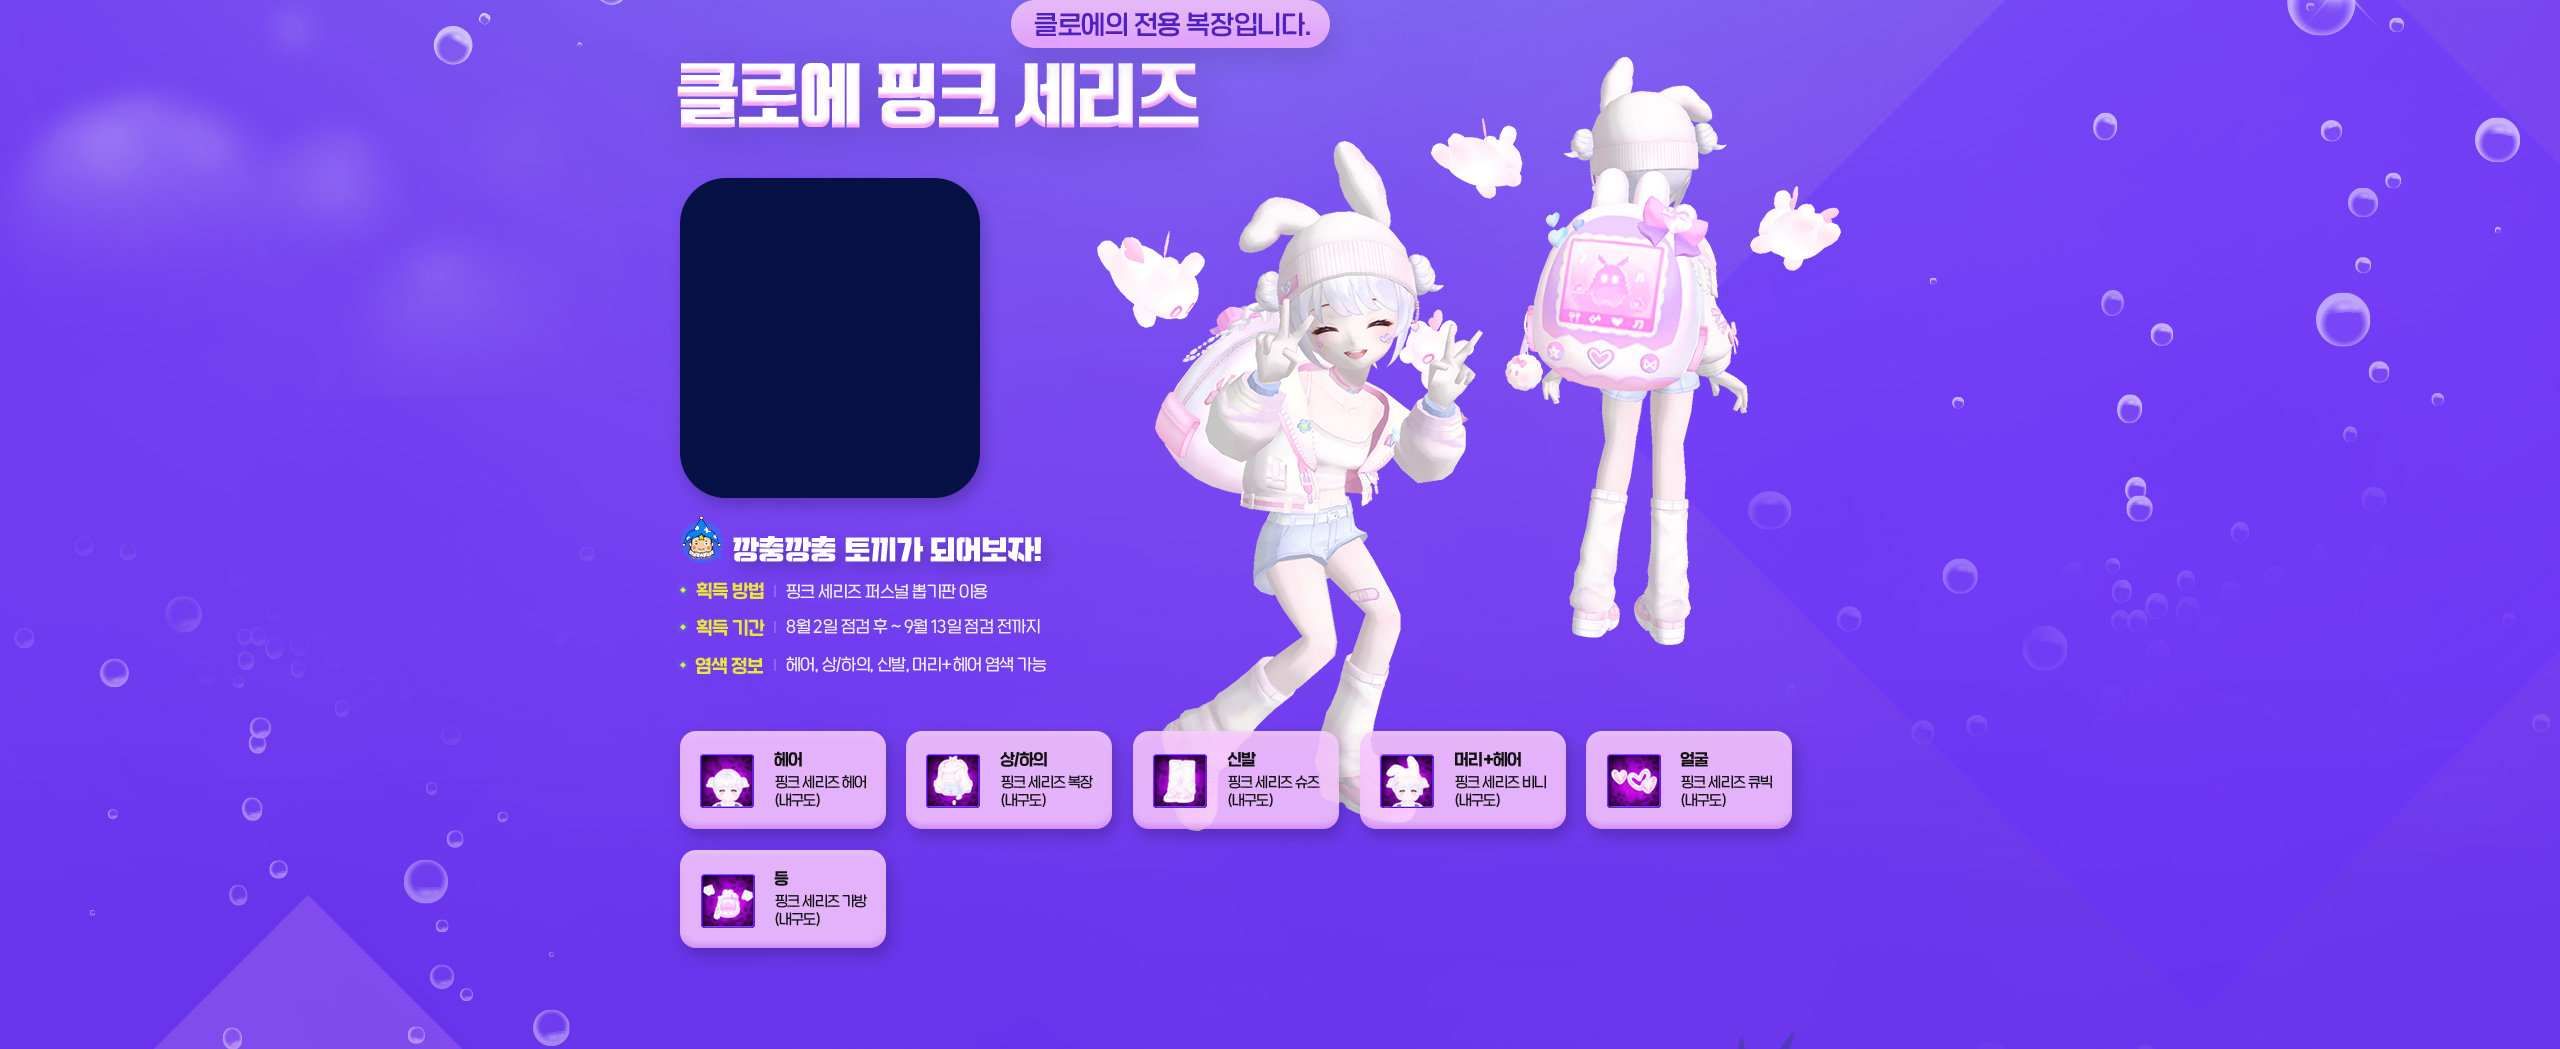 클로에의 전용 복장입니다.
클로에 핑크 세리즈
깡충깡충 토끼가 되어보자!
획득 방법 핑크 세리즈 퍼스널 뽑기판 이용
획득 기간 8월 2일 점검 후 ~ 9월 13일 점검 전까지
염색 정보 헤어, 상/하의, 신발, 머리+헤어 염색 가능
헤어
핑크 세리즈 헤어
(내구도)
상/하의
핑크 세리즈 복장
(내구도)
신발
핑크 세리즈 슈즈
(내구도)
머리+헤어
핑크 세리즈 비니
(내구도)
얼굴
핑크 세리즈 큐빅
(내구도)
등
핑크 세리즈 가방
(내구도)